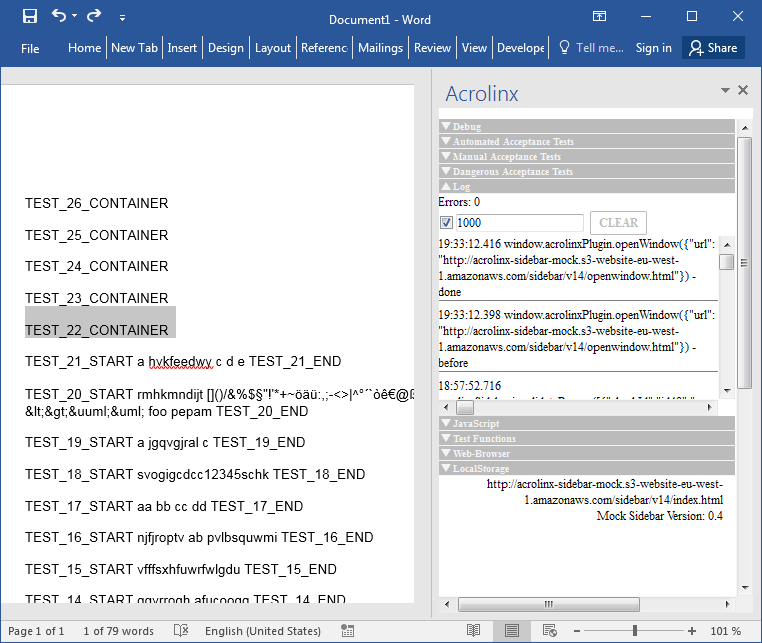 Document1 - Word
File
Home
New Tab
Insert
Design
Layout
Referenc
Mailings
Review
View
Develope
Tell me...
Sign in
Share
TEST_26_CONTAINER
TEST_25_CONTAINER
TEST_24_CONTAINER
TEST_23_CONTAINER
TEST_22_CONTAINER
TEST_21_START a hvkfeedwy c d e TEST_21_END
TEST_20_START rmhkmndijt []()/&%$§"!'*+~öäü:,;-<>|^°´`òê€@ß
&lt;&gt;&uuml;&uml; foo pepam TEST_20_END
TEST_19_START a jgqvgjral c TEST_19_END
TEST_18_START svogigcdcc12345schk TEST_18_END
TEST_17_START aa bb cc dd TEST_17_END
TEST_16_START njfjroptv ab pvlbsquwmi TEST_16_END
TEST_15_START vfffsxhfuwrfwlgdu TEST_15_END
TEST_14_START
TEST_14_END
Acrolinx
Debug
Automated Acceptance Tests
Manual Acceptance Tests
Dangerous Acceptance Tests
Log
Errors: 0
1000
CLEAR
19:33:12.416 window.acrolinxPlugin.openWindow({"url":
"http://acrolinx-sidebar-mock.s3-website-eu-west-
1.amazonaws.com/sidebar/v14/openwindow.html"}) -
done
19:33:12.398 window.acrolinxPlugin.openWindow({"url":
"http://acrolinx-sidebar-mock.s3-website-eu-west-
1.amazonaws.com/sidebar/v14/openwindow.html"}) -
before
18:57:52.716
JavaScript
Test Functions
Web-Browser
LocalStorage
http://acrolinx-sidebar-mock.s3-website-eu-west-
1.amazonaws.com/sidebar/v14/index.html
Mock Sidebar Version: 0.4
Page 1 of 1
1 of 79 words
English (United States)
101 %